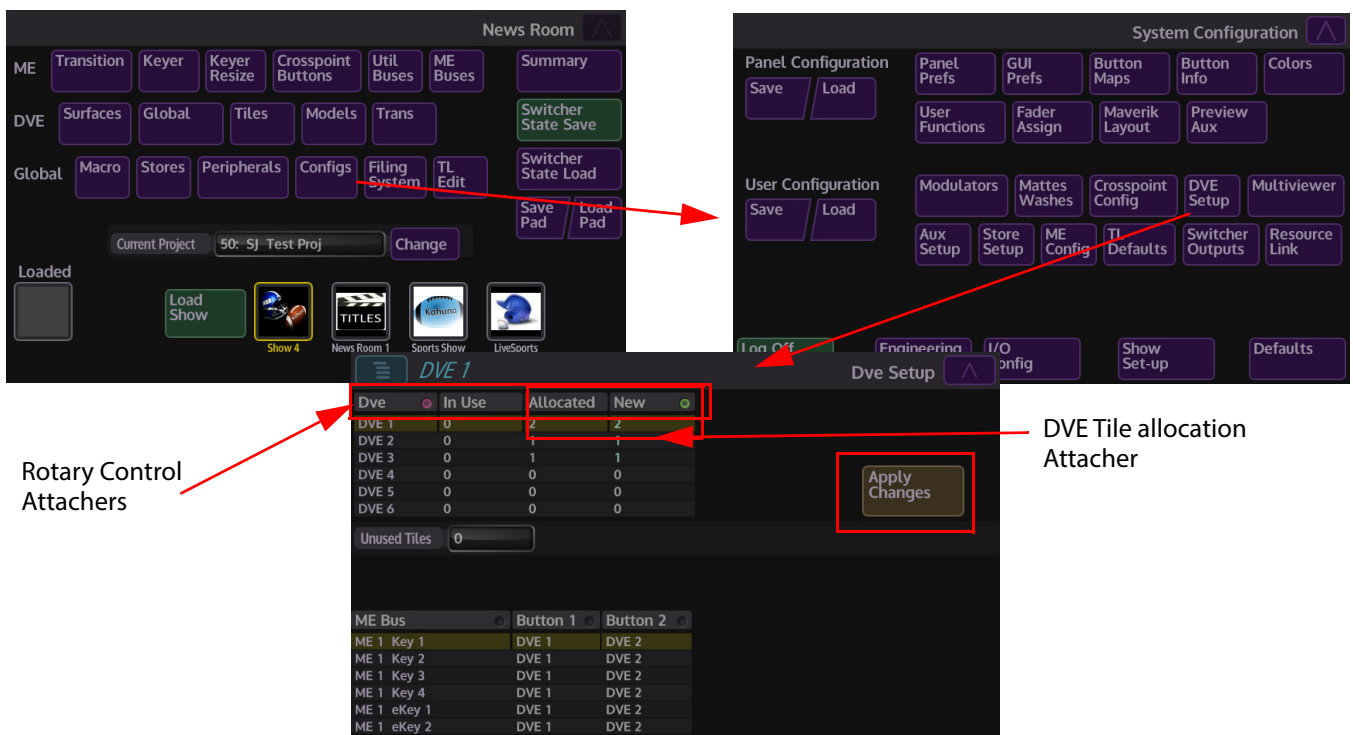 News Room
ME Transition Keyer Keyer Resize Crosspoint Buttons Util Buses ME Buses Summary
DVE Surfaces Global Tiles Models Trans Switcher State Save
Global Macro Stores Peripherals Configs Filing System TL Edit Switcher State Load
Save Pad Load Pad
Current Project 50: SJ Test Proj Change
Loaded
Load Show
TITLES
Kahuna
Show 4 News Room 1 Sports Show LiveSports
System Configuration
Panel Configuration Panel Prefs GUI Prefs Button Maps Button Info Colors
Save Load
User Functions Fader Assign Maverik Layout Preview Aux
User Configuration Modulators Mattes Washes Crosspoint Config DVE Setup Multiviewer
Save Load
Aux Setup Store Setup ME Config TL Defaults Switcher Outputs Resource Link
Log Off Engineering I/O Config Show Set-up Defaults
DVE 1 Dve Setup
Dve In Use Allocated New
DVE 1 0 2 2
DVE 2 0 1 1
DVE 3 0 1 1
DVE 4 0 0 0
DVE 5 0 0 0
DVE 6 0 0 0
Apply Changes
Unused Tiles 0
ME Bus Button 1 Button 2
ME 1 Key 1 DVE 1 DVE 2
ME 1 Key 2 DVE 1 DVE 2
ME 1 Key 3 DVE 1 DVE 2
ME 1 Key 4 DVE 1 DVE 2
ME 1 eKey 1 DVE 1 DVE 2
ME 1 eKey 2 DVE 1 DVE 2
Rotary Control
Attachers
DVE Tile allocation
Attacher